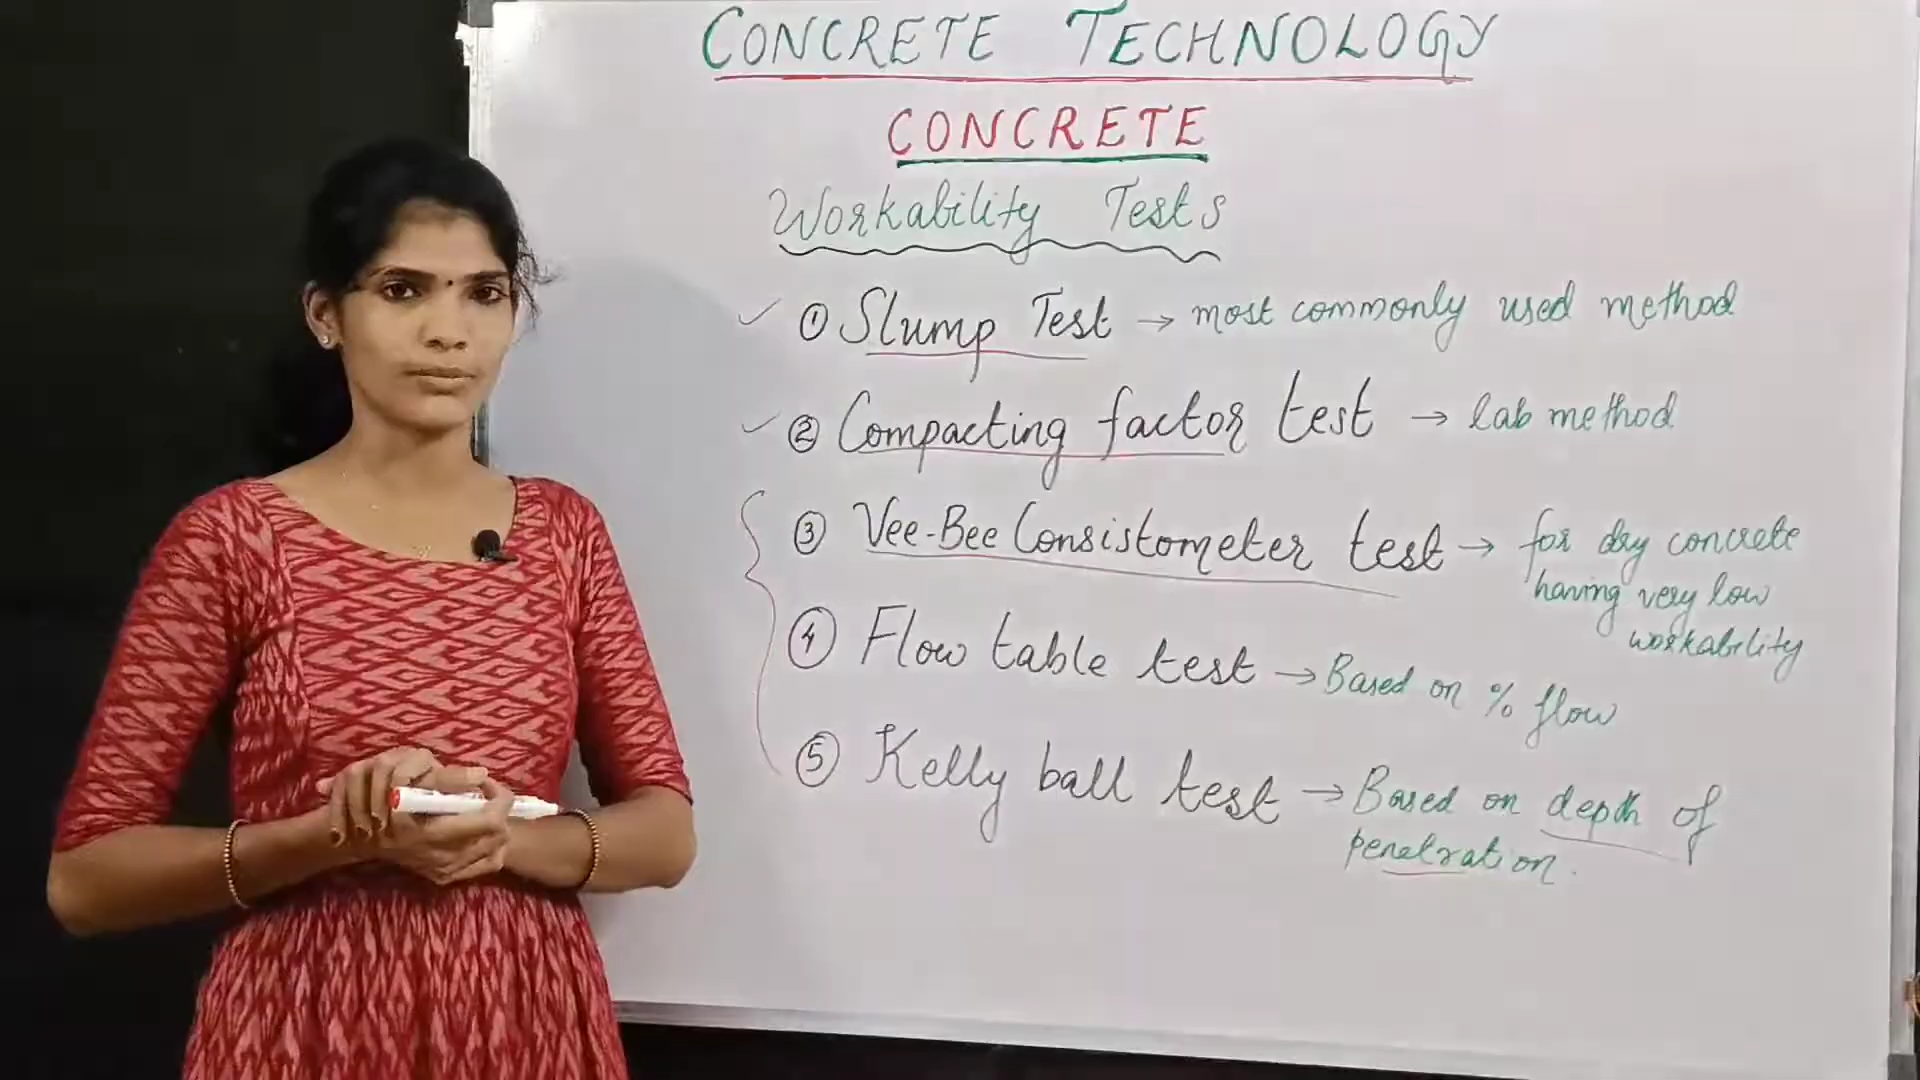 CONCRETE TECHNOLOGY
CONCRETE
Workability Tests
① Slump Test → most commonly used method
② Compacting factor test → lab method
③ Vee-Bee Consistometer test → for dry concrete
having very low
workability
④ Flow table test → Based on % flow
⑤ Kelly ball test → Based on depth of
penetration.